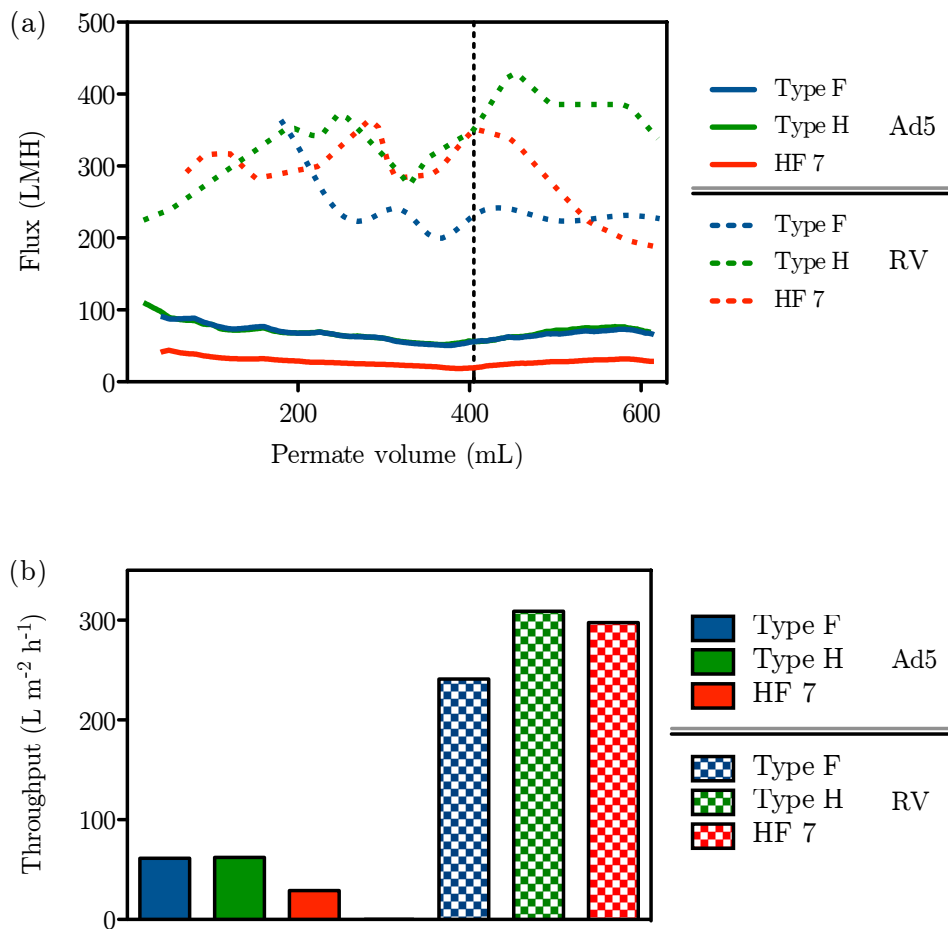 (a)
500
400
300
200
100
0
Flux (LMH)
200 400 600
Permate volume (mL)
Type F
Type H Ad5
HF 7
Type F
Type H RV
HF 7
(b)
300
200
100
0
Throughput (L m⁻² h⁻¹)
Type F
Type H Ad5
HF 7
Type F
Type H RV
HF 7